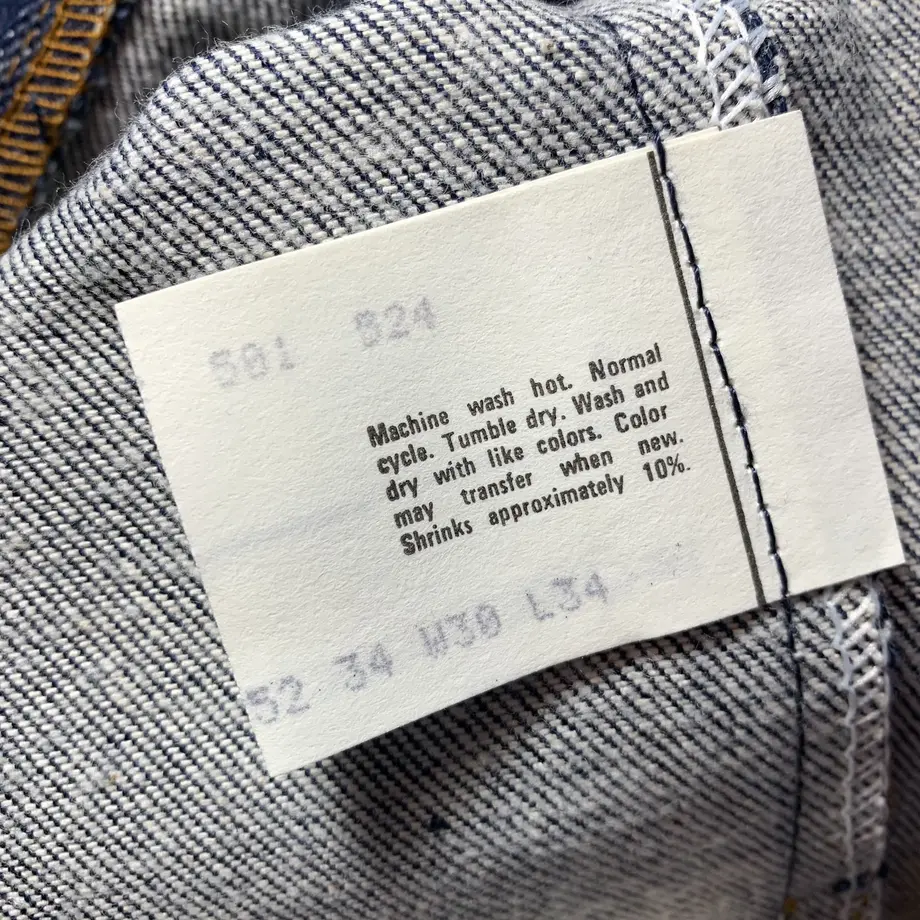 501 524
Machine wash hot. Normal
cycle. Tumble dry. Wash and
dry with like colors. Color
may transfer when new.
Shrinks approximately 10%.
52 34 W30 L34